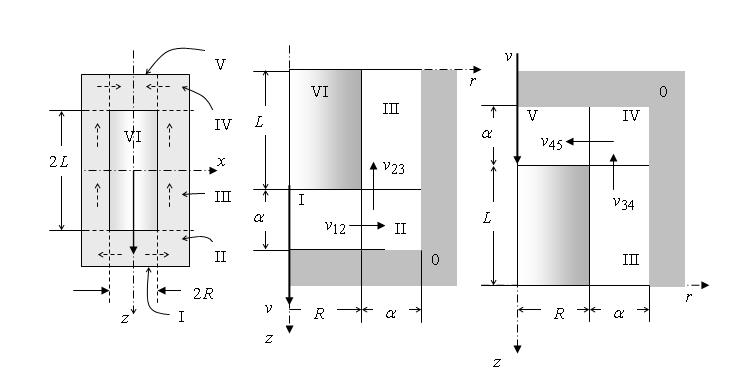 V
VI
IV
2L
x
III
II
2R
z
I
r
VI
III
L
v23
I
α
v12
II
0
v
R
α
z
v
0
V
IV
α
v45
v34
L
III
r
R
α
z